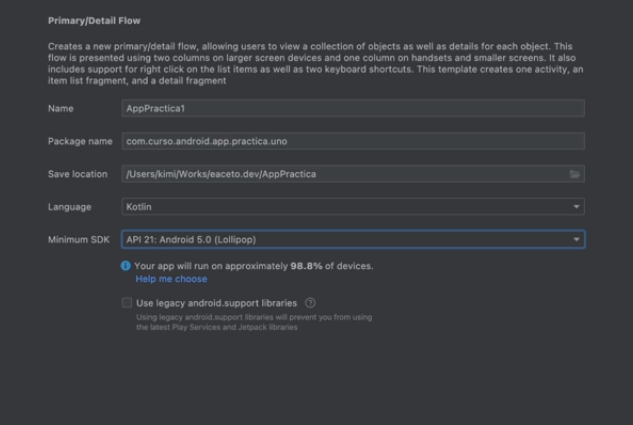 Primary/Detail Flow
Creates a new primary/detail flow, allowing users to view a collection of objects as well as details for each object. This
flow is presented using two columns on larger screen devices and one column on handsets and smaller screens. It also
includes support for right click on the list items as well as two keyboard shortcuts. This template creates one activity, an
item list fragment, and a detail fragment
Name AppPractica1
Package name com.curso.android.app.practica.uno
Save location /Users/kimi/Works/eaceto.dev/AppPractica
Language Kotlin
Minimum SDK API 21: Android 5.0 (Lollipop)
Your app will run on approximately 98.8% of devices.
Help me choose
Use legacy android.support libraries ?
Using legacy android.support libraries will prevent you from using
the latest Play Services and Jetpack libraries